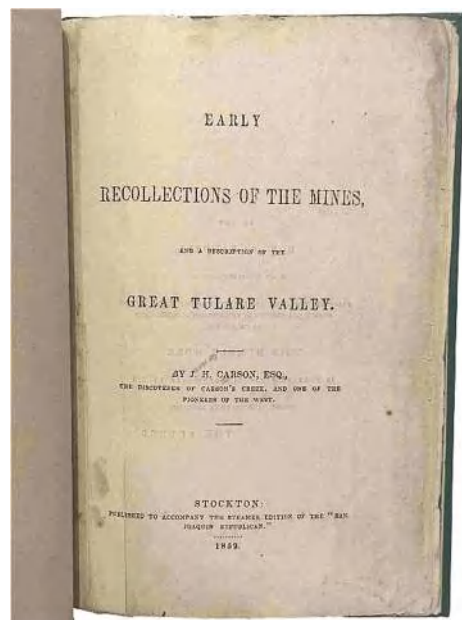 EARLY
RECOLLECTIONS OF THE MINES,
AND A DESCRIPTION OF THE
GREAT TULARE VALLEY.
BY J. H. CARSON, ESQ.,
THE DISCOVERER OF CARSON'S CREEK, AND ONE OF THE
PIONEERS OF THE WEST.
STOCKTON:
PUBLISHED TO ACCOMPANY THE STEAMER EDITION OF THE "SAN
JOAQUIN REPUBLICAN."
1852.